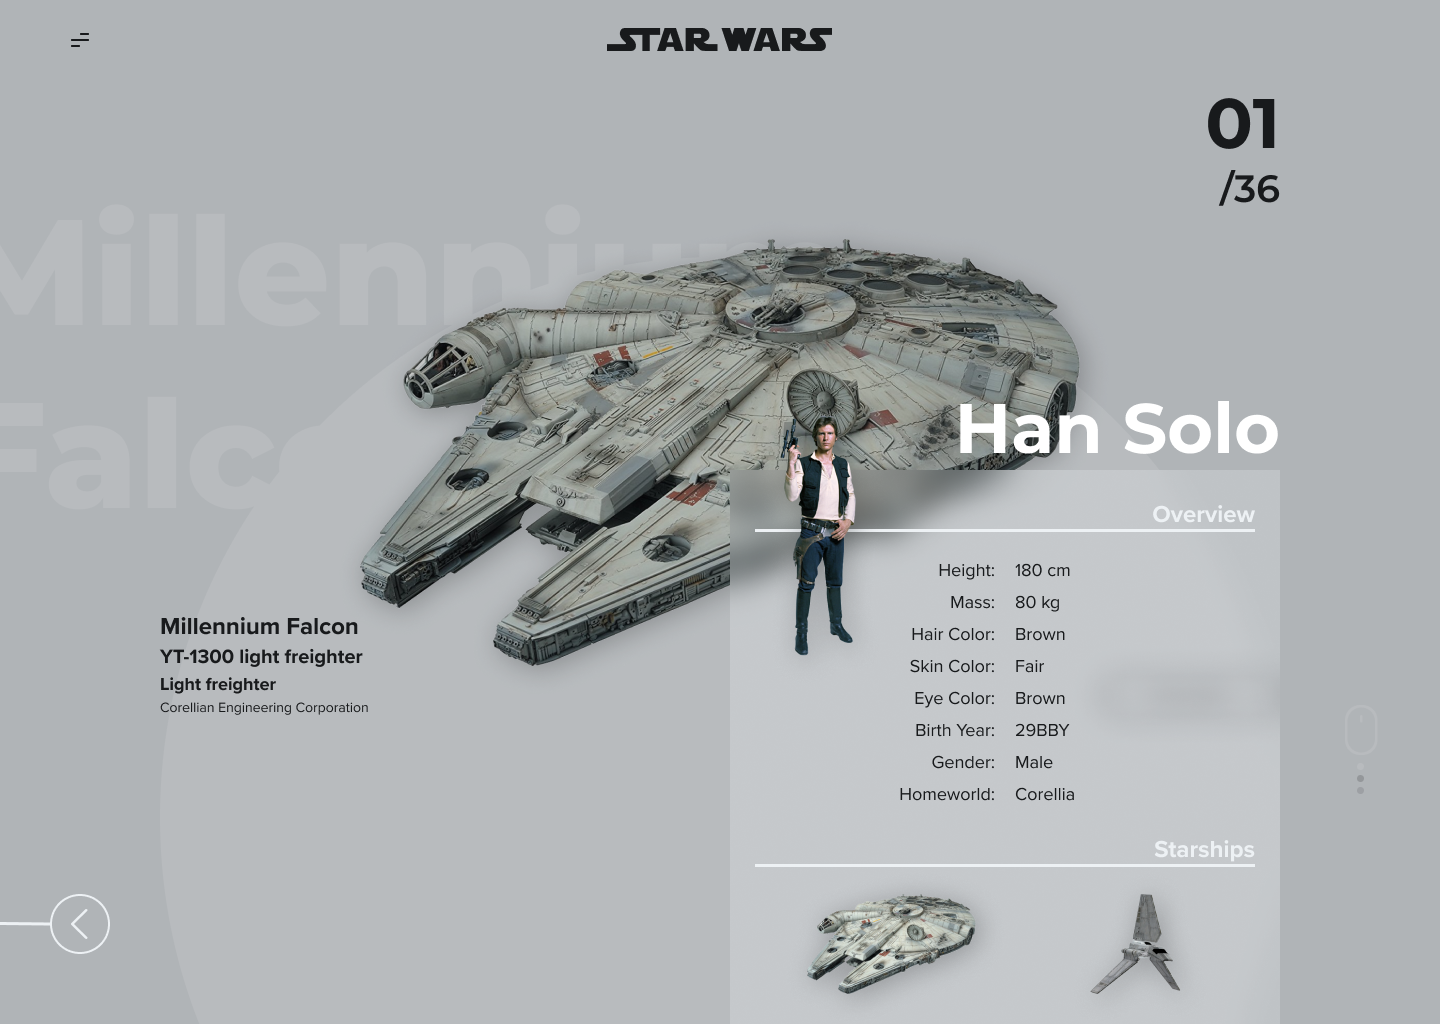 STAR WARS
01
/36
Millennium
Falco
Han Solo
Overview
Height: 180 cm
Mass: 80 kg
Hair Color: Brown
Skin Color: Fair
Eye Color: Brown
Birth Year: 29BBY
Gender: Male
Homeworld: Corellia
Millennium Falcon
YT-1300 light freighter
Light freighter
Corellian Engineering Corporation
Starships